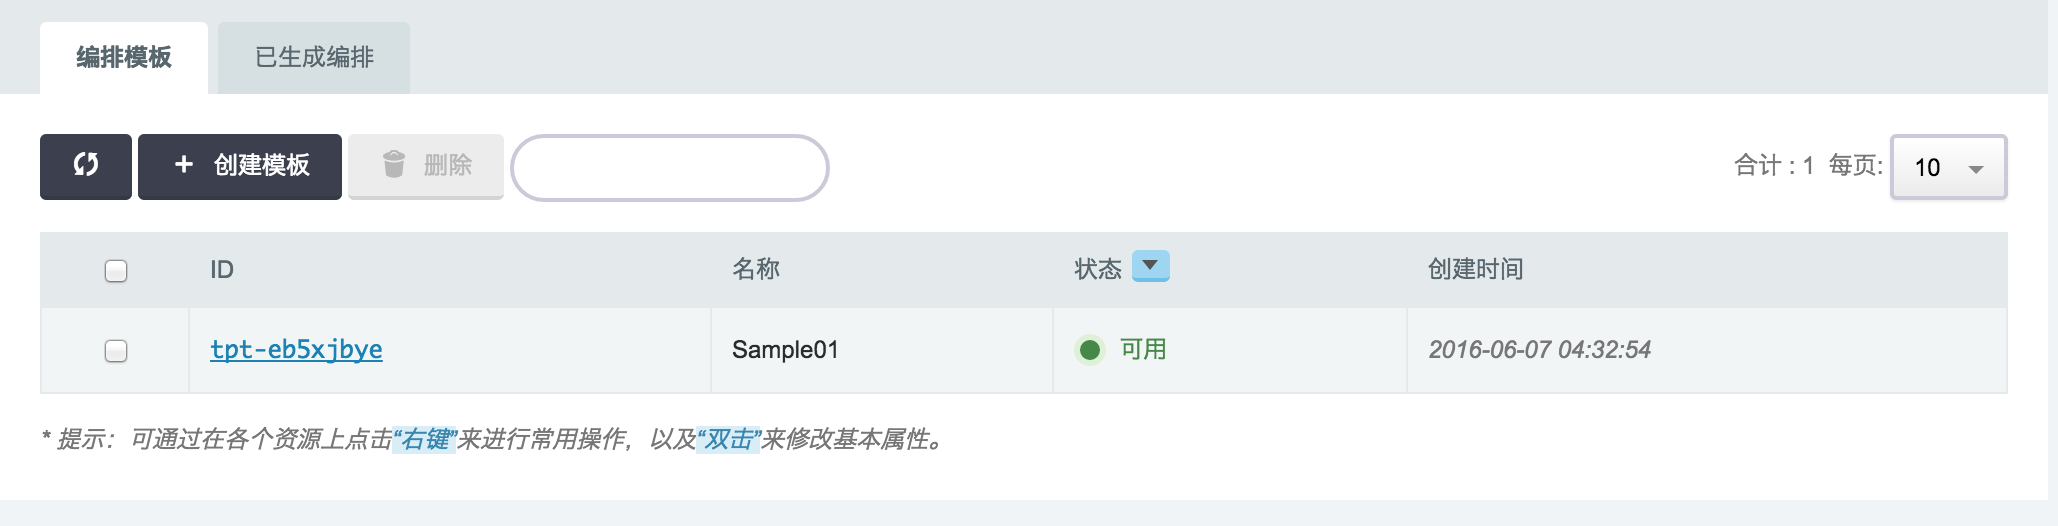 编排模板 已生成编排
+ 创建模板 删除 合计 : 1 每页: 10
ID 名称 状态 创建时间
tpt-eb5xjbye Sample01 可用 2016-06-07 04:32:54
* 提示：可通过在各个资源上点击“右键”来进行常用操作，以及“双击”来修改基本属性。